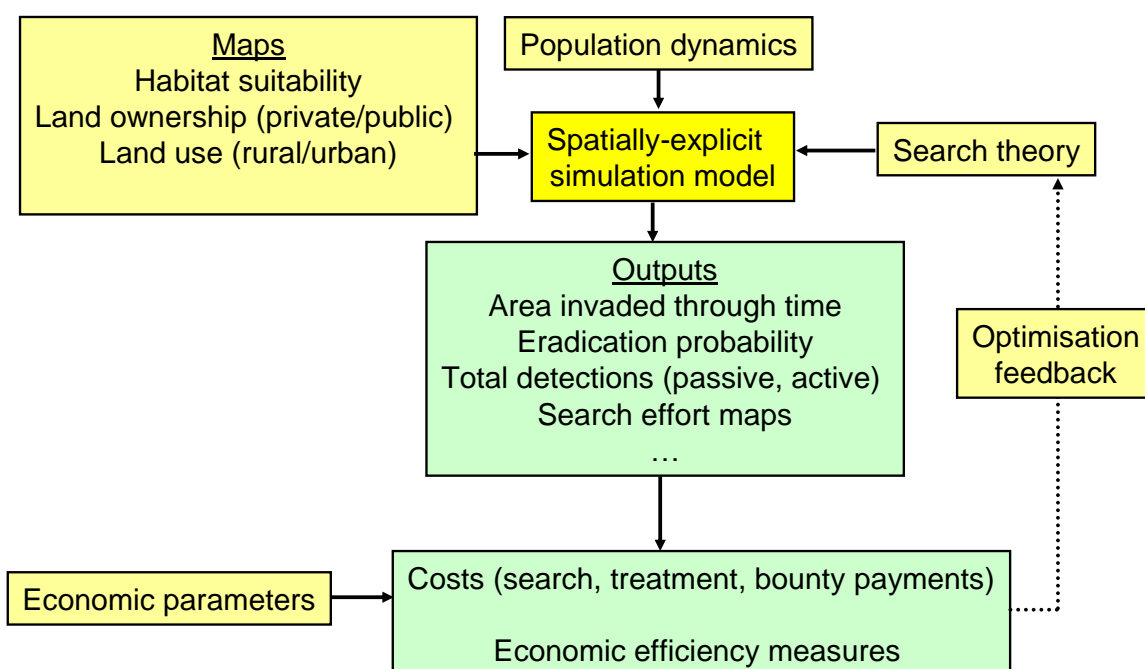 Maps
Habitat suitability
Land ownership (private/public)
Land use (rural/urban)
Population dynamics
Spatially-explicit
simulation model
Search theory
Outputs
Area invaded through time
Eradication probability
Total detections (passive, active)
Search effort maps
…
Optimisation
feedback
Economic parameters
Costs (search, treatment, bounty payments)
Economic efficiency measures